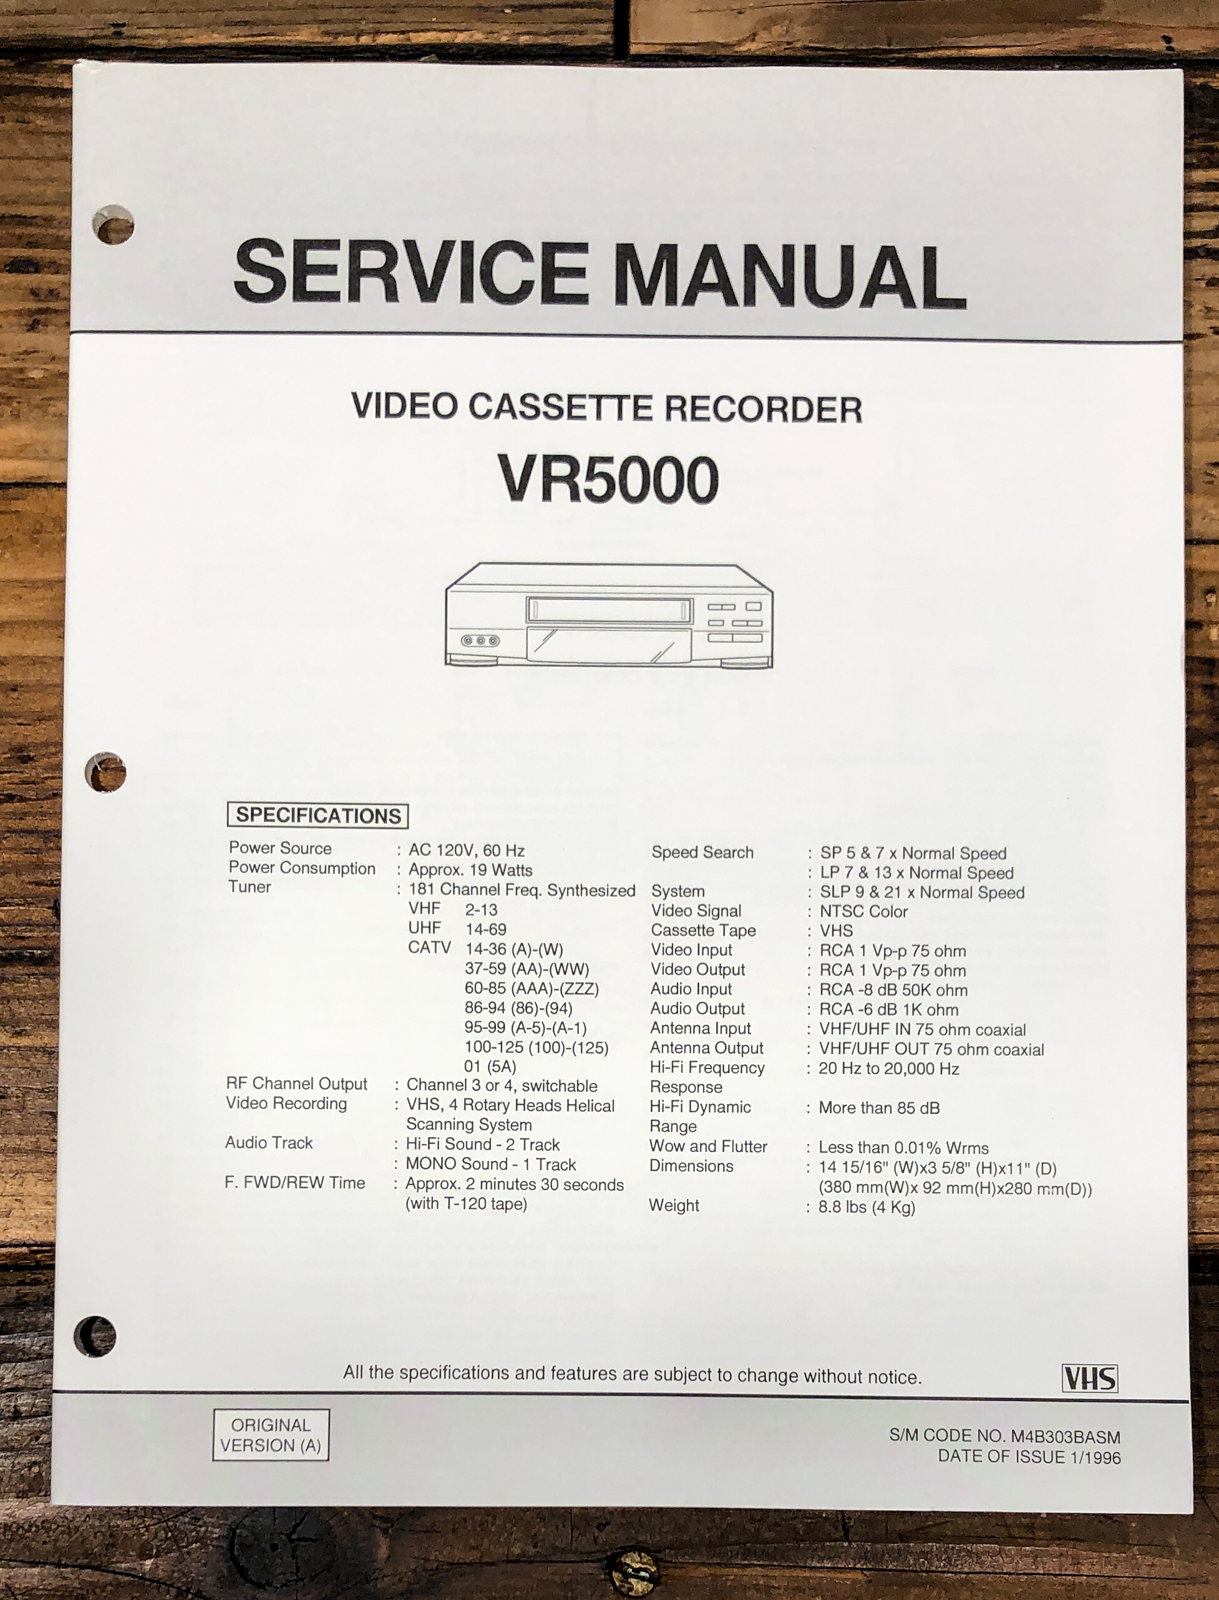 SERVICE MANUAL
VIDEO CASSETTE RECORDER
VR5000
SPECIFICATIONS
Power Source : AC 120V, 60 Hz
Power Consumption : Approx. 19 Watts
Tuner : 181 Channel Freq. Synthesized
VHF 2-13
UHF 14-69
CATV 14-36 (A)-(W)
37-59 (AA)-(WW)
60-85 (AAA)-(ZZZ)
86-94 (86)-(94)
95-99 (A-5)-(A-1)
100-125 (100)-(125)
01 (5A)
RF Channel Output : Channel 3 or 4, switchable
Video Recording : VHS, 4 Rotary Heads Helical
Scanning System
Audio Track : Hi-Fi Sound - 2 Track
: MONO Sound - 1 Track
F. FWD/REW Time : Approx. 2 minutes 30 seconds
(with T-120 tape)
Speed Search : SP 5 & 7 x Normal Speed
: LP 7 & 13 x Normal Speed
System : SLP 9 & 21 x Normal Speed
Video Signal : NTSC Color
Cassette Tape : VHS
Video Input : RCA 1 Vp-p 75 ohm
Video Output : RCA 1 Vp-p 75 ohm
Audio Input : RCA -8 dB 50K ohm
Audio Output : RCA -6 dB 1K ohm
Antenna Input : VHF/UHF IN 75 ohm coaxial
Antenna Output : VHF/UHF OUT 75 ohm coaxial
Hi-Fi Frequency : 20 Hz to 20,000 Hz
Response
Hi-Fi Dynamic : More than 85 dB
Range
Wow and Flutter : Less than 0.01% Wrms
Dimensions : 14 15/16" (W)x3 5/8" (H)x11" (D)
(380 mm(W)x 92 mm(H)x280 mm(D))
Weight : 8.8 lbs (4 Kg)
All the specifications and features are subject to change without notice.
VHS
ORIGINAL
VERSION (A)
S/M CODE NO. M4B303BASM
DATE OF ISSUE 1/1996